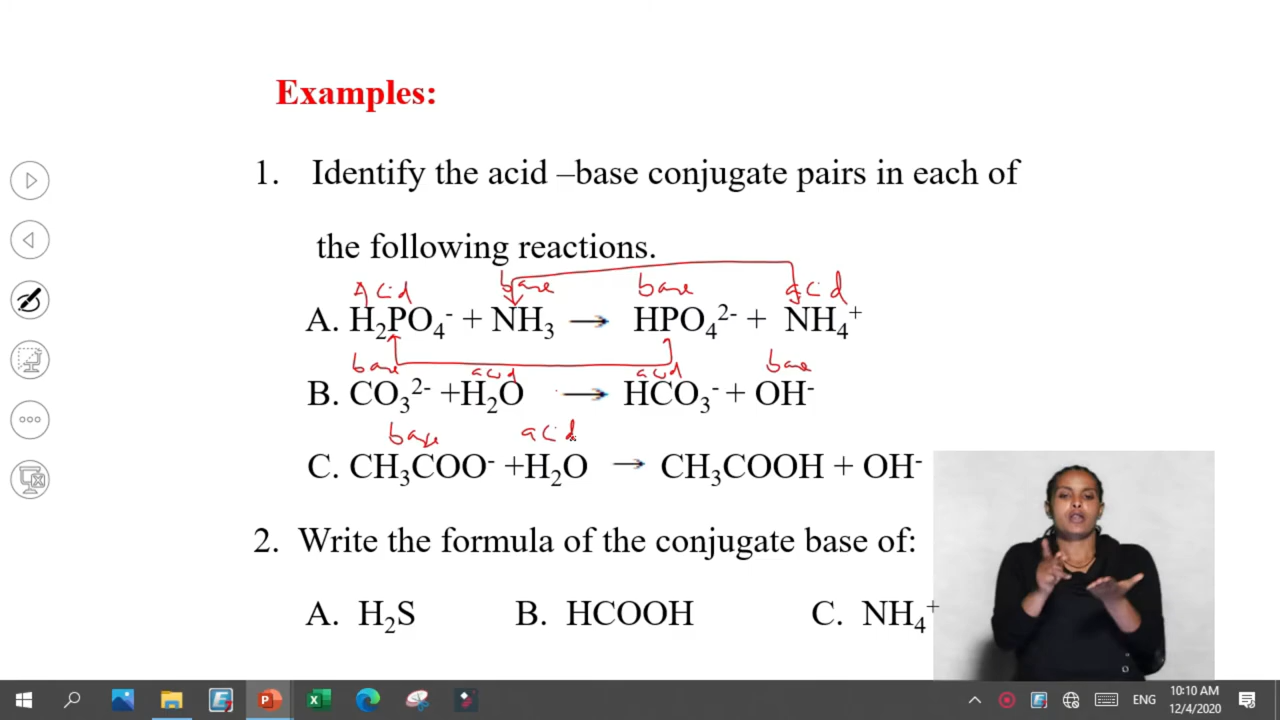 Examples:
1. Identify the acid –base conjugate pairs in each of
the following reactions.
Acid base base acid
A. H₂PO₄⁻ + NH₃ → HPO₄²⁻ + NH₄⁺
base acid acid base
B. CO₃²⁻ +H₂O → HCO₃⁻ + OH⁻
base acid
C. CH₃COO⁻ +H₂O → CH₃COOH + OH⁻
2. Write the formula of the conjugate base of:
A. H₂S B. HCOOH C. NH₄⁺
ENG
10:10 AM
12/4/2020